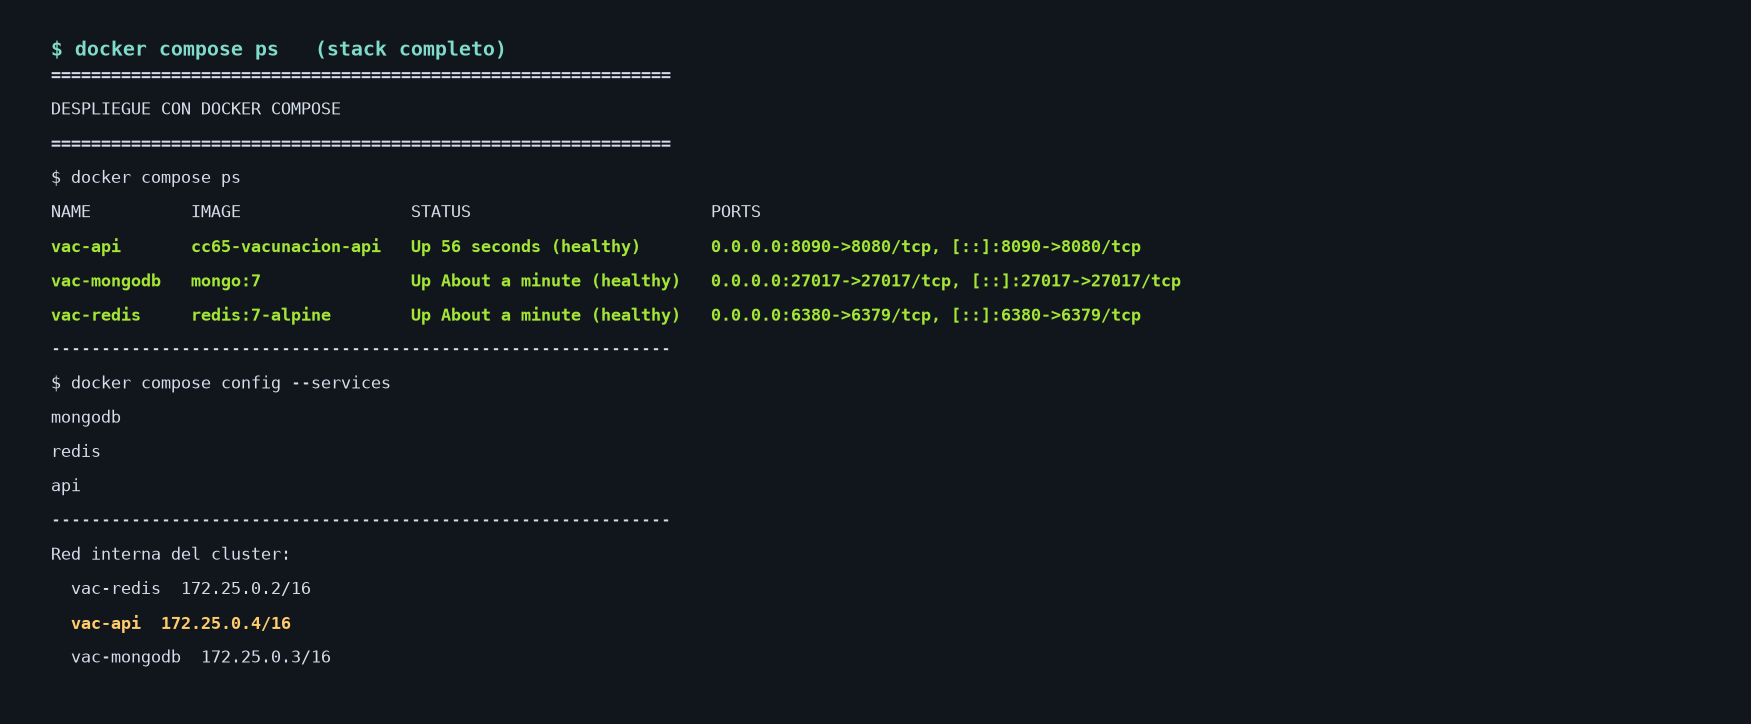 $ docker compose ps   (stack completo)
==============================================================
DESPLIEGUE CON DOCKER COMPOSE
==============================================================
$ docker compose ps
NAME          IMAGE                 STATUS                        PORTS
vac-api       cc65-vacunacion-api   Up 56 seconds (healthy)       0.0.0.0:8090->8080/tcp, [::]:8090->8080/tcp
vac-mongodb   mongo:7               Up About a minute (healthy)   0.0.0.0:27017->27017/tcp, [::]:27017->27017/tcp
vac-redis     redis:7-alpine        Up About a minute (healthy)   0.0.0.0:6380->6379/tcp, [::]:6380->6379/tcp
--------------------------------------------------------------
$ docker compose config --services
mongodb
redis
api
--------------------------------------------------------------
Red interna del cluster:
  vac-redis  172.25.0.2/16
  vac-api  172.25.0.4/16
  vac-mongodb  172.25.0.3/16